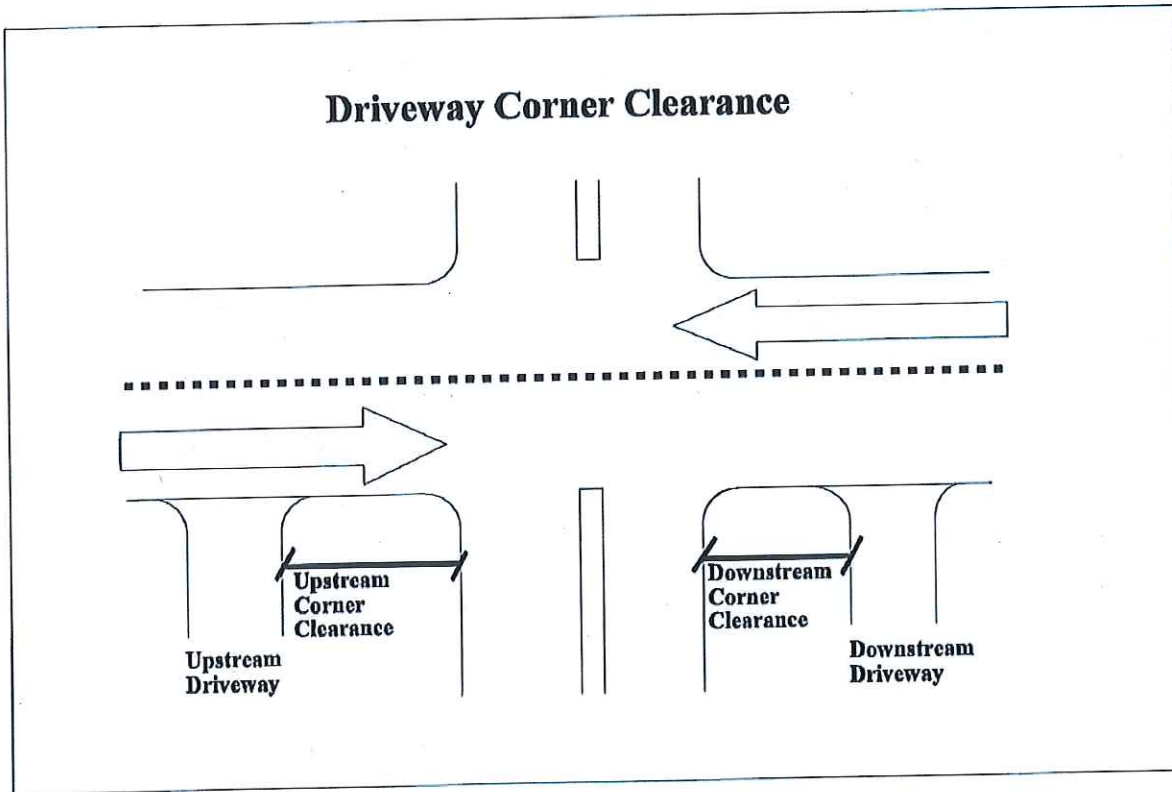 Driveway Corner Clearance
Upstream
Corner
Clearance
Downstream
Corner
Clearance
Upstream
Driveway
Downstream
Driveway